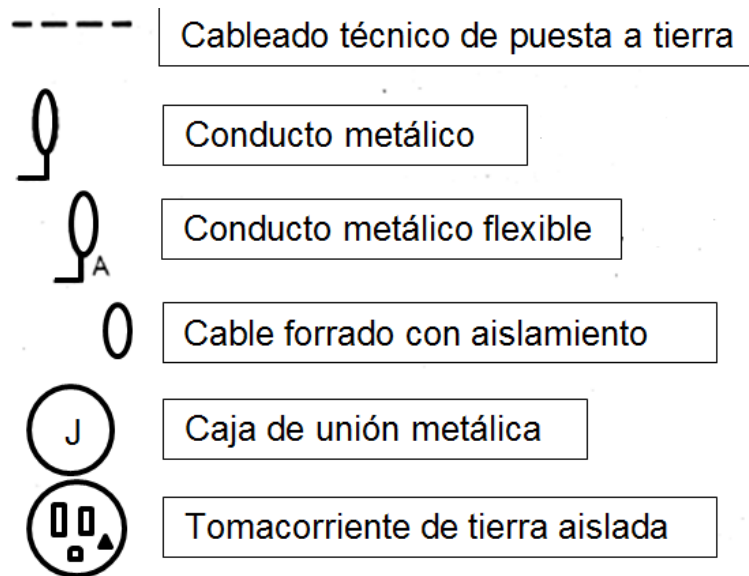 Cableado técnico de puesta a tierra
Conducto metálico
Conducto metálico flexible
A
Cable forrado con aislamiento
J
Caja de unión metálica
Tomacorriente de tierra aislada